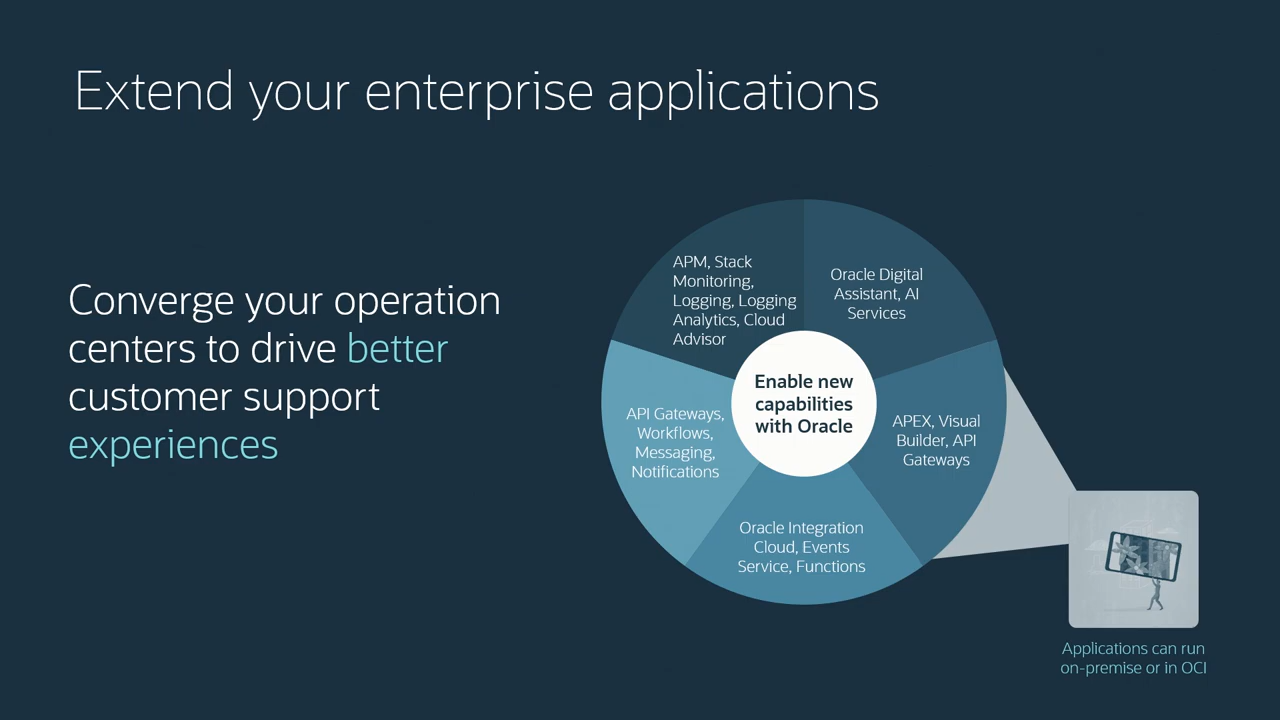 Extend your enterprise applications
Converge your operation
centers to drive better
customer support
experiences
APM, Stack
Monitoring,
Logging, Logging
Analytics, Cloud
Advisor
Oracle Digital
Assistant, AI
Services
Enable new
capabilities
with Oracle
API Gateways,
Workflows,
Messaging,
Notifications
APEX, Visual
Builder, API
Gateways
Oracle Integration
Cloud, Events
Service, Functions
Applications can run
on-premise or in OCI